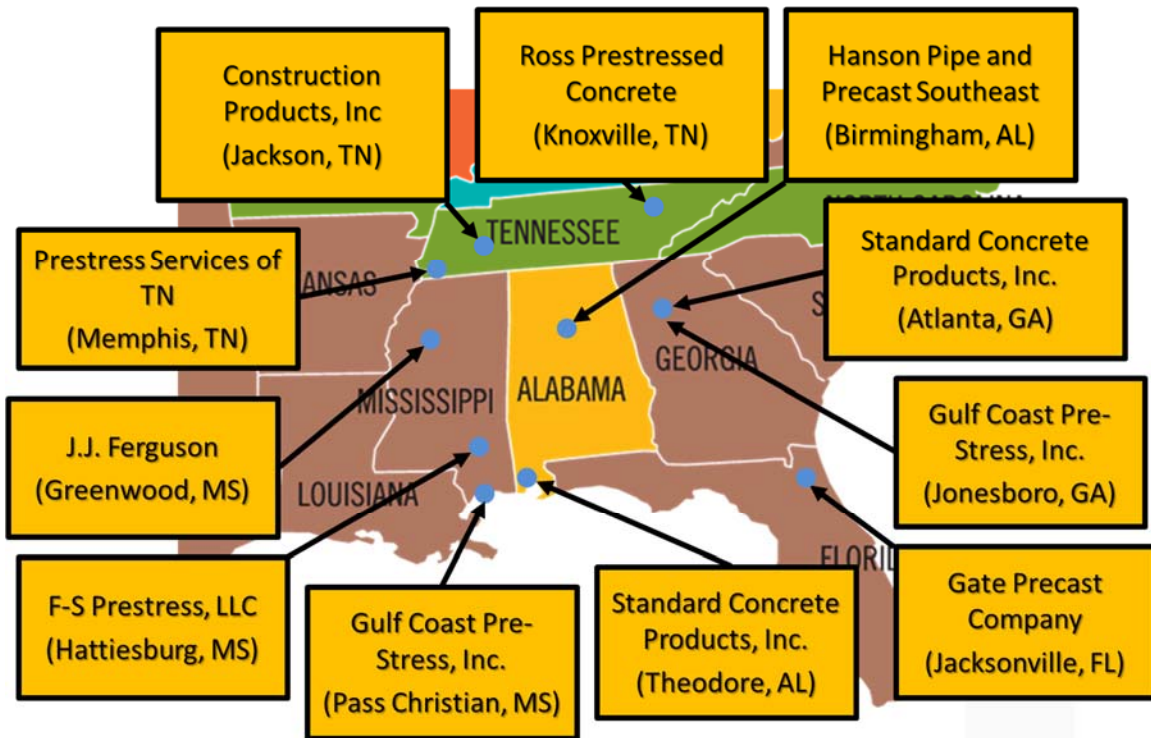 Construction
Products, Inc
(Jackson, TN)
Ross Prestressed
Concrete
(Knoxville, TN)
Hanson Pipe and
Precast Southeast
(Birmingham, AL)
Prestress Services of
TN
(Memphis, TN)
Standard Concrete
Products, Inc.
(Atlanta, GA)
J.J. Ferguson
(Greenwood, MS)
Gulf Coast Pre-
Stress, Inc.
(Jonesboro, GA)
F-S Prestress, LLC
(Hattiesburg, MS)
Gulf Coast Pre-
Stress, Inc.
(Pass Christian, MS)
Standard Concrete
Products, Inc.
(Theodore, AL)
Gate Precast
Company
(Jacksonville, FL)
TENNESSEE
ANSAS
MISSISSIPPI
ALABAMA
GEORGIA
LOUISIANA
FLORID